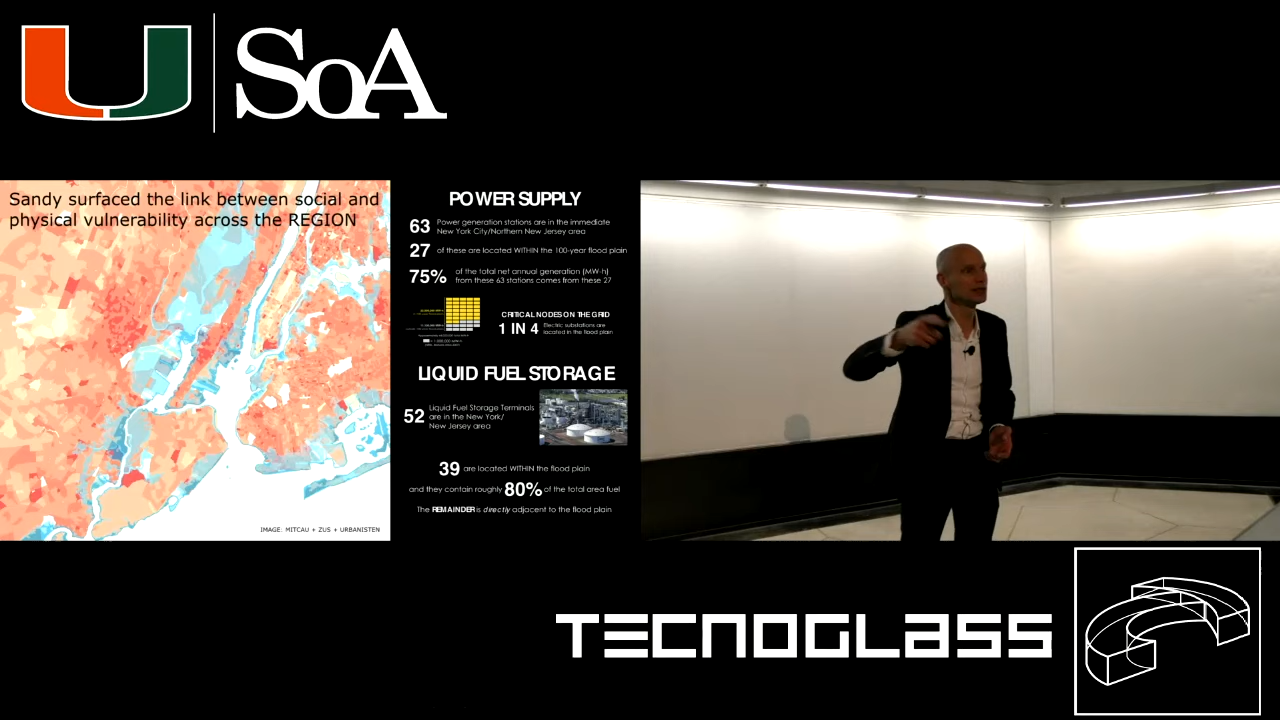 U
SoA
Sandy surfaced the link between social and
physical vulnerability across the REGION
IMAGE: MITCAU + ZUS + URBANISTEN
POWER SUPPLY
63 Power generation stations are in the immediate
New York City/Northern New Jersey area
27 of these are located WITHIN the 100-year flood plain
75% of the total net annual generation (MW-h)
from these 63 stations comes from these 27
CRITICAL NODES ON THE GRID
1 IN 4 Electric substations are
located in the flood plain
LIQUID FUEL STORAGE
52 Liquid Fuel Storage Terminals
are in the New York/
New Jersey area
39 are located WITHIN the flood plain
and they contain roughly 80% of the total area fuel
The REMAINDER is directly adjacent to the flood plain
TECNOGLASS